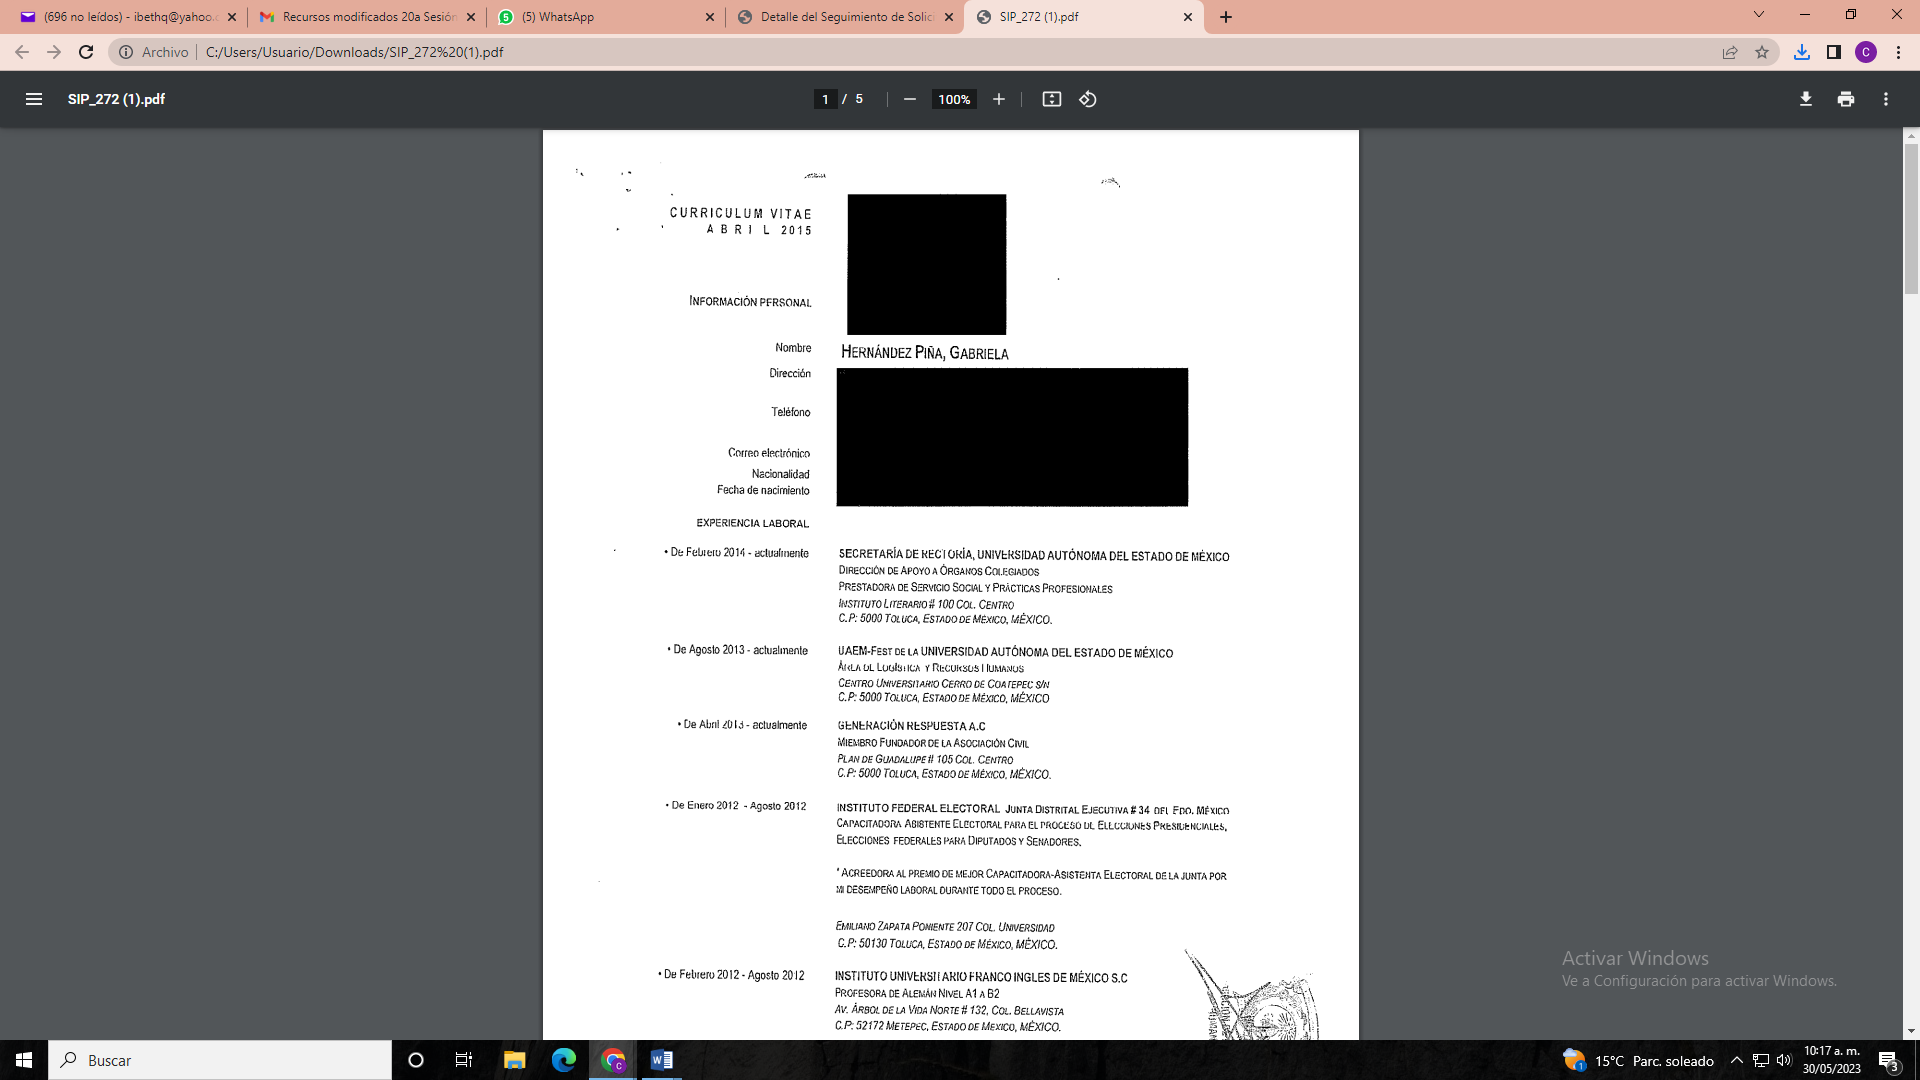 (696 no leídos) - ibethq@yahoo.c
Recursos modificados 20a Sesión
(5) WhatsApp
Detalle del Seguimiento de Solici
SIP_272 (1).pdf
Archivo
C:/Users/Usuario/Downloads/SIP_272%20(1).pdf
C
SIP_272 (1).pdf
1 / 5
100%
CURRICULUM VITAE
ABRIL 2015
INFORMACIÓN PERSONAL
Nombre HERNÁNDEZ PIÑA, GABRIELA
Dirección
Teléfono
Correo electrónico
Nacionalidad
Fecha de nacimiento
EXPERIENCIA LABORAL
• De Febrero 2014 - actualmente SECRETARÍA DE RECTORÍA, UNIVERSIDAD AUTÓNOMA DEL ESTADO DE MÉXICO
DIRECCIÓN DE APOYO A ÓRGANOS COLEGIADOS
PRESTADORA DE SERVICIO SOCIAL Y PRÁCTICAS PROFESIONALES
INSTITUTO LITERARIO # 100 COL. CENTRO
C.P: 5000 TOLUCA, ESTADO DE MÉXICO, MÉXICO.
• De Agosto 2013 - actualmente UAEM-FEST DE LA UNIVERSIDAD AUTÓNOMA DEL ESTADO DE MÉXICO
ÁREA DE LOGÍSTICA Y RECURSOS HUMANOS
CENTRO UNIVERSITARIO CERRO DE COATEPEC S/N
C.P: 5000 TOLUCA, ESTADO DE MÉXICO, MÉXICO
• De Abril 2013 - actualmente GENERACIÓN RESPUESTA A.C
MIEMBRO FUNDADOR DE LA ASOCIACIÓN CIVIL
PLAN DE GUADALUPE # 105 COL. CENTRO
C.P: 5000 TOLUCA, ESTADO DE MÉXICO, MÉXICO.
• De Enero 2012 - Agosto 2012 INSTITUTO FEDERAL ELECTORAL JUNTA DISTRITAL EJECUTIVA # 34 DEL EDO. MÉXICO
CAPACITADORA ASISTENTE ELECTORAL PARA EL PROCESO DE ELECCIONES PRESIDENCIALES,
ELECCIONES FEDERALES PARA DIPUTADOS Y SENADORES.
* ACREEDORA AL PREMIO DE MEJOR CAPACITADORA-ASISTENTA ELECTORAL DE LA JUNTA POR
MI DESEMPEÑO LABORAL DURANTE TODO EL PROCESO.
EMILIANO ZAPATA PONIENTE 207 COL. UNIVERSIDAD
C.P: 50130 TOLUCA, ESTADO DE MÉXICO, MÉXICO.
• De Febrero 2012 - Agosto 2012 INSTITUTO UNIVERSITARIO FRANCO INGLES DE MÉXICO S.C
PROFESORA DE ALEMÁN NIVEL A1 A B2
AV. ÁRBOL DE LA VIDA NORTE # 132, COL. BELLAVISTA
C.P: 52172 METEPEC, ESTADO DE MEXICO, MÉXICO.
Activar Windows
Ve a Configuración para activar Windows.
Buscar
15°C Parc. soleado
10:17 a. m.
30/05/2023
3